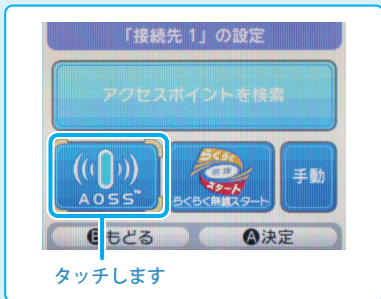 「接続先 1」の設定
アクセスポイントを検索
AOSS™
らくらく
無線
スタート
らくらく無線スタート
手動
Ⓑもどる
Ⓐ決定
タッチします